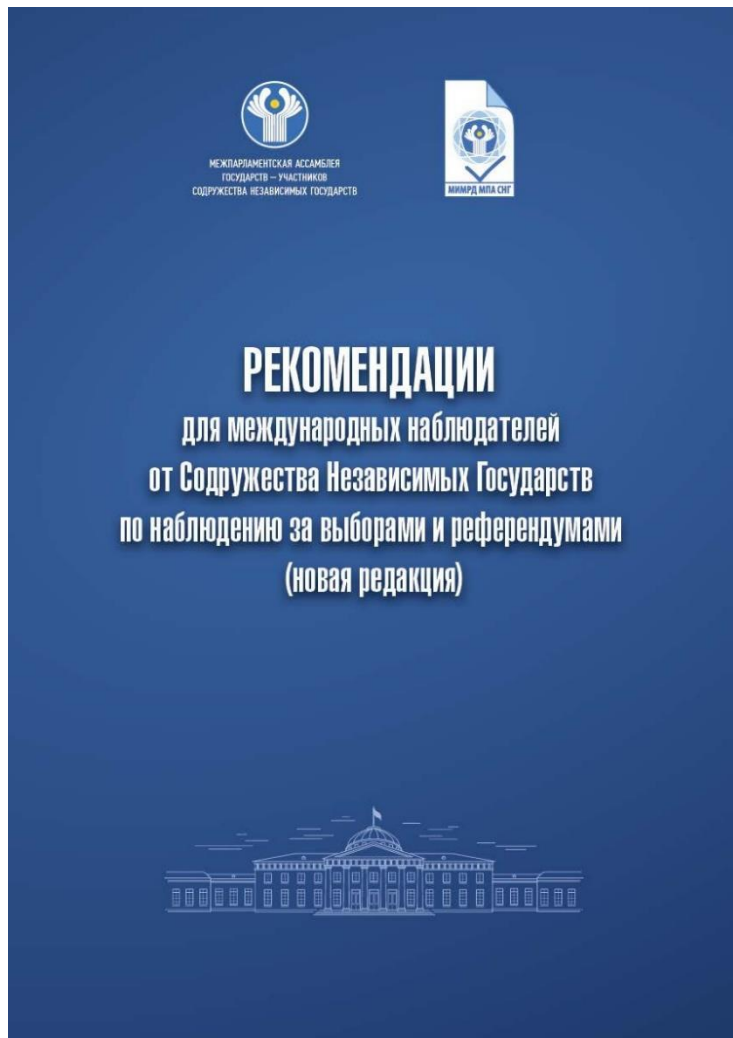 МЕЖПАРЛАМЕНТСКАЯ АССАМБЛЕЯ
ГОСУДАРСТВ – УЧАСТНИКОВ
СОДРУЖЕСТВА НЕЗАВИСИМЫХ ГОСУДАРСТВ
МИМРД МПА СНГ
РЕКОМЕНДАЦИИ
для международных наблюдателей
от Содружества Независимых Государств
по наблюдению за выборами и референдумами
(новая редакция)